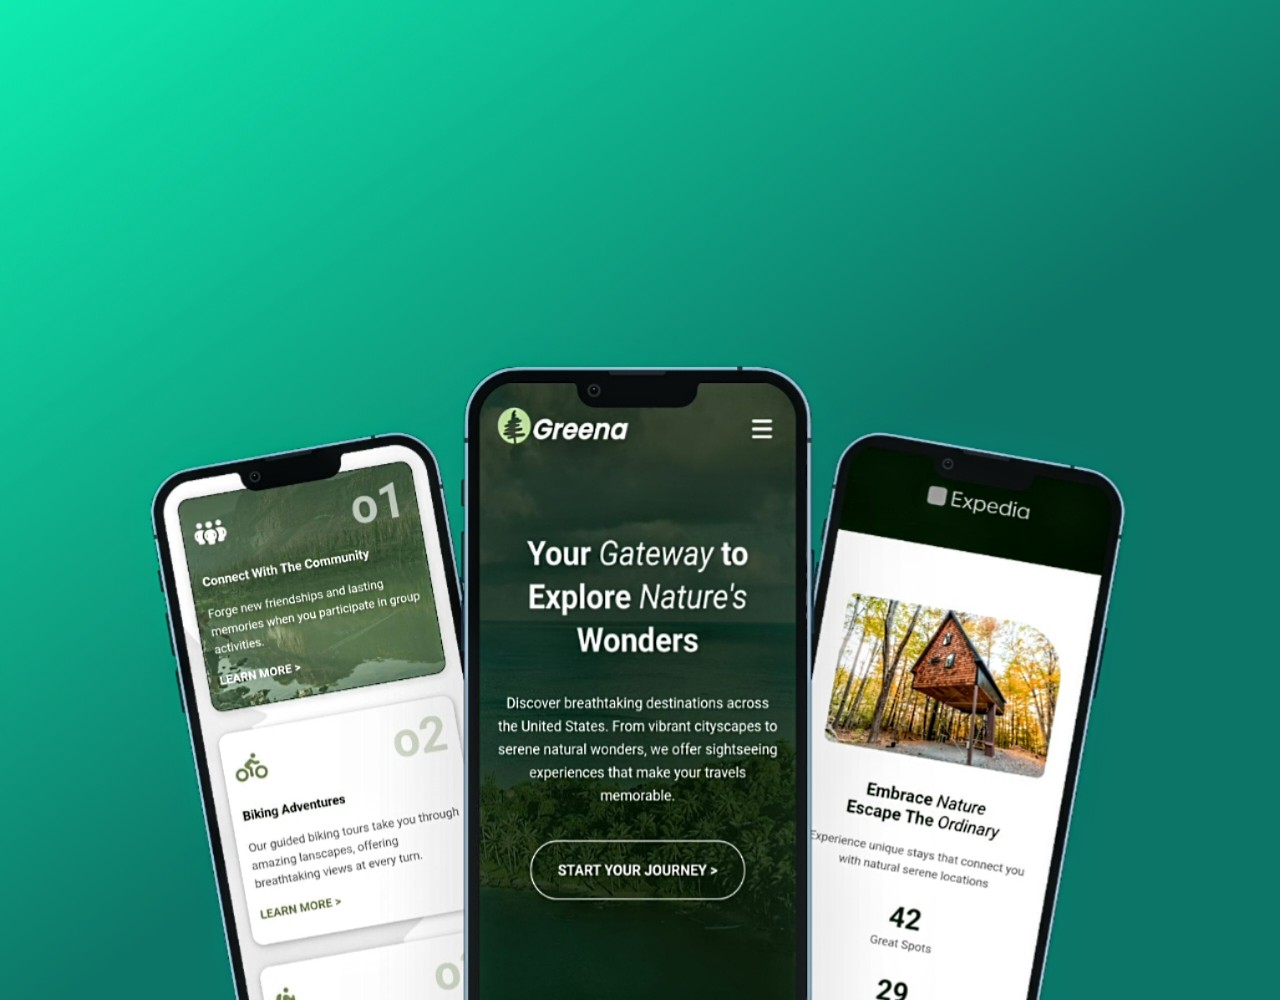 o1
Connect With The Community
Forge new friendships and lasting
memories when you participate in group
activities.
LEARN MORE >
o2
Biking Adventures
Our guided biking tours take you through
amazing lanscapes, offering
breathtaking views at every turn.
LEARN MORE >
Greena
Your Gateway to
Explore Nature's
Wonders
Discover breathtaking destinations across
the United States. From vibrant cityscapes to
serene natural wonders, we offer sightseeing
experiences that make your travels
memorable.
START YOUR JOURNEY >
Expedia
Embrace Nature
Escape The Ordinary
Experience unique stays that connect you
with natural serene locations
42
Great Spots
29